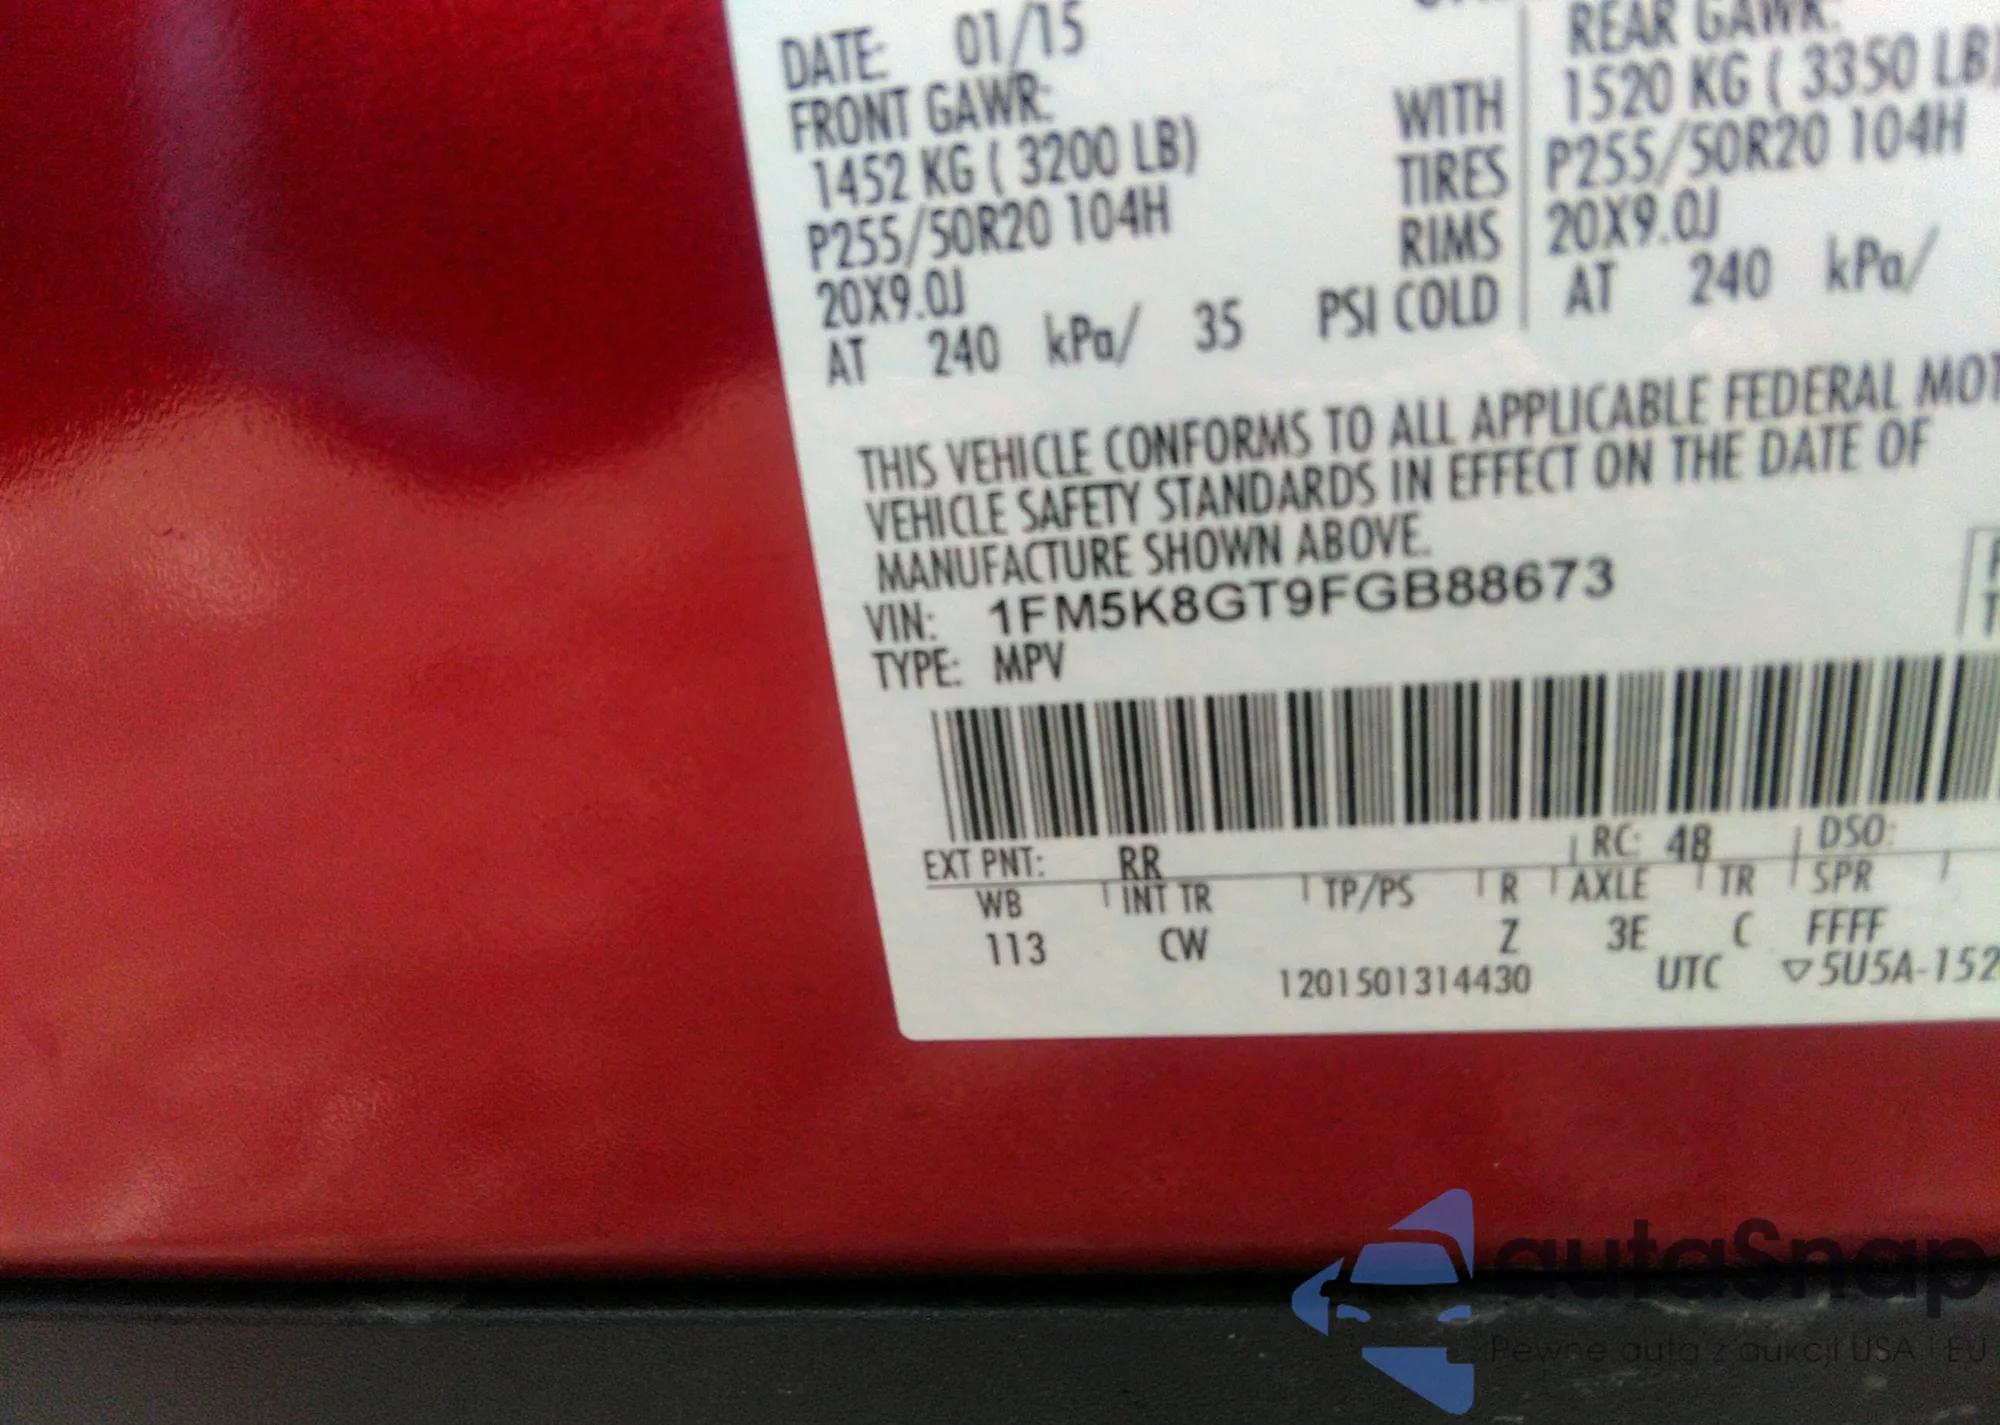 DATE: 01/15
FRONT GAWR:
1452 KG ( 3200 LB)
P255/50R20 104H
20X9.0J
AT 240 kPa/ 35 PSI COLD
WITH
TIRES
RIMS
REAR GAWR:
1520 KG ( 3350 LB)
P255/50R20 104H
20X9.0J
AT 240 kPa/
THIS VEHICLE CONFORMS TO ALL APPLICABLE FEDERAL MOT
VEHICLE SAFETY STANDARDS IN EFFECT ON THE DATE OF
MANUFACTURE SHOWN ABOVE.
VIN: 1FM5K8GT9FGB88673
TYPE: MPV
EXT PNT: RR RC: 48 DSO:
WB INT TR TP/PS R AXLE TR SPR
113 CW Z 3E C FFFF
1201501314430 UTC ▽5U5A-152
autaSnap
Pewne auta z aukcji USA i EU